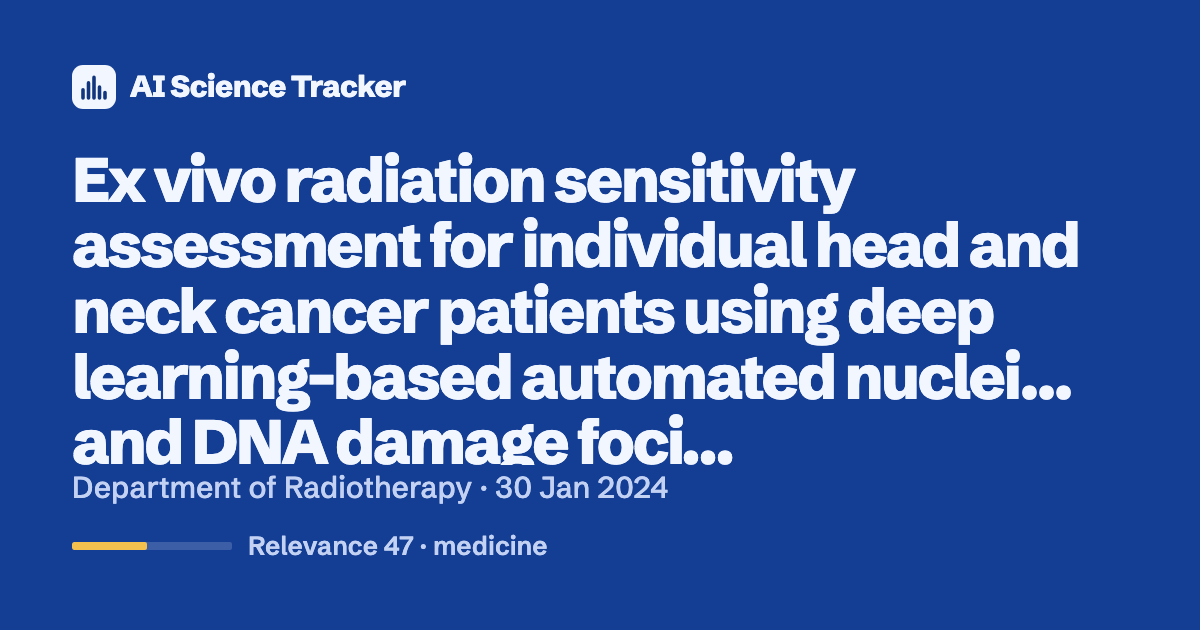 AI Science Tracker
Ex vivo radiation sensitivity
assessment for individual head and
neck cancer patients using deep
learning-based automated nuclei...
and DNA damage foci...
Department of Radiotherapy · 30 Jan 2024
Relevance 47 · medicine